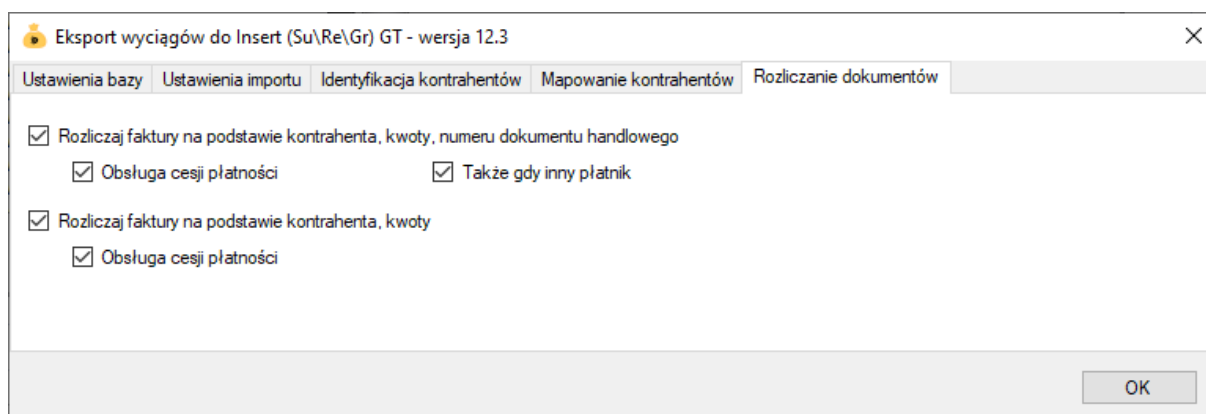 Eksport wyciągów do Insert (Su\Re\Gr) GT - wersja 12.3
Ustawienia bazy Ustawienia importu Identyfikacja kontrahentów Mapowanie kontrahentów Rozliczanie dokumentów
Rozliczaj faktury na podstawie kontrahenta, kwoty, numeru dokumentu handlowego
Obsługa cesji płatności Także gdy inny płatnik
Rozliczaj faktury na podstawie kontrahenta, kwoty
Obsługa cesji płatności
OK